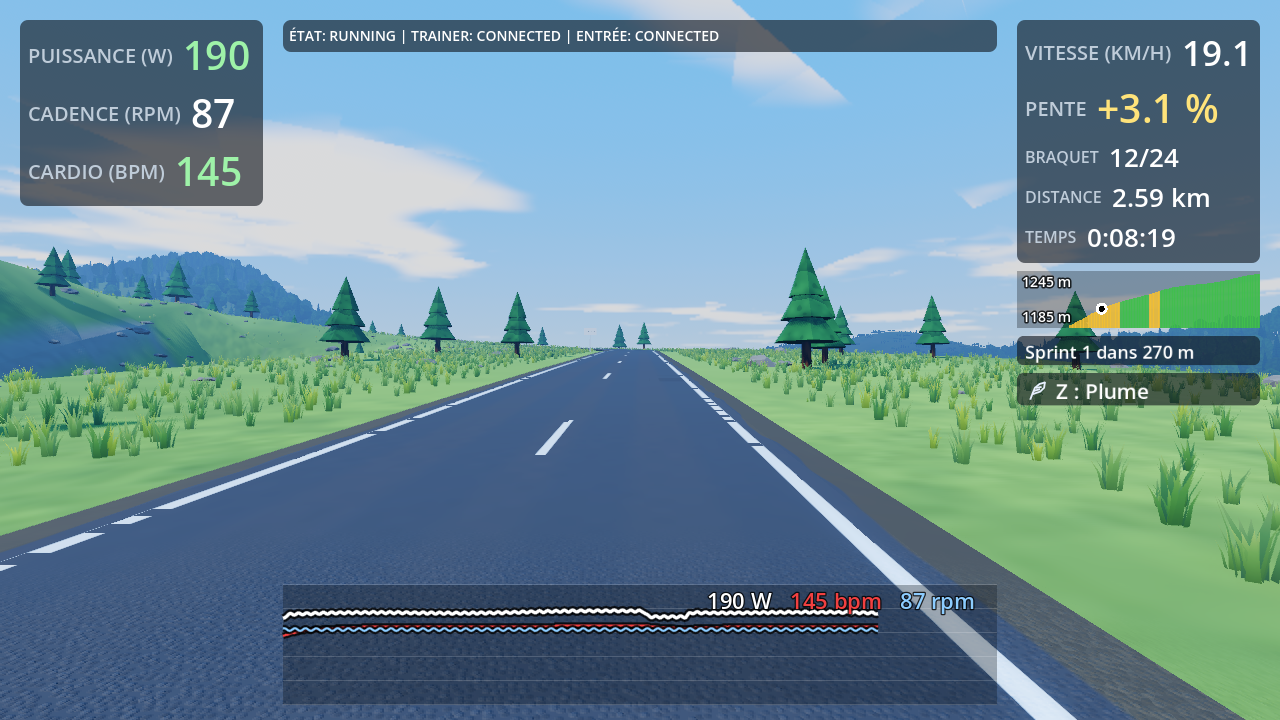 PUISSANCE (W) 190
CADENCE (RPM) 87
CARDIO (BPM) 145
ÉTAT: RUNNING | TRAINER: CONNECTED | ENTRÉE: CONNECTED
VITESSE (KM/H) 19.1
PENTE +3.1 %
BRAQUET 12/24
DISTANCE 2.59 km
TEMPS 0:08:19
1245 m
1185 m
Sprint 1 dans 270 m
Z : Plume
190 W 145 bpm 87 rpm